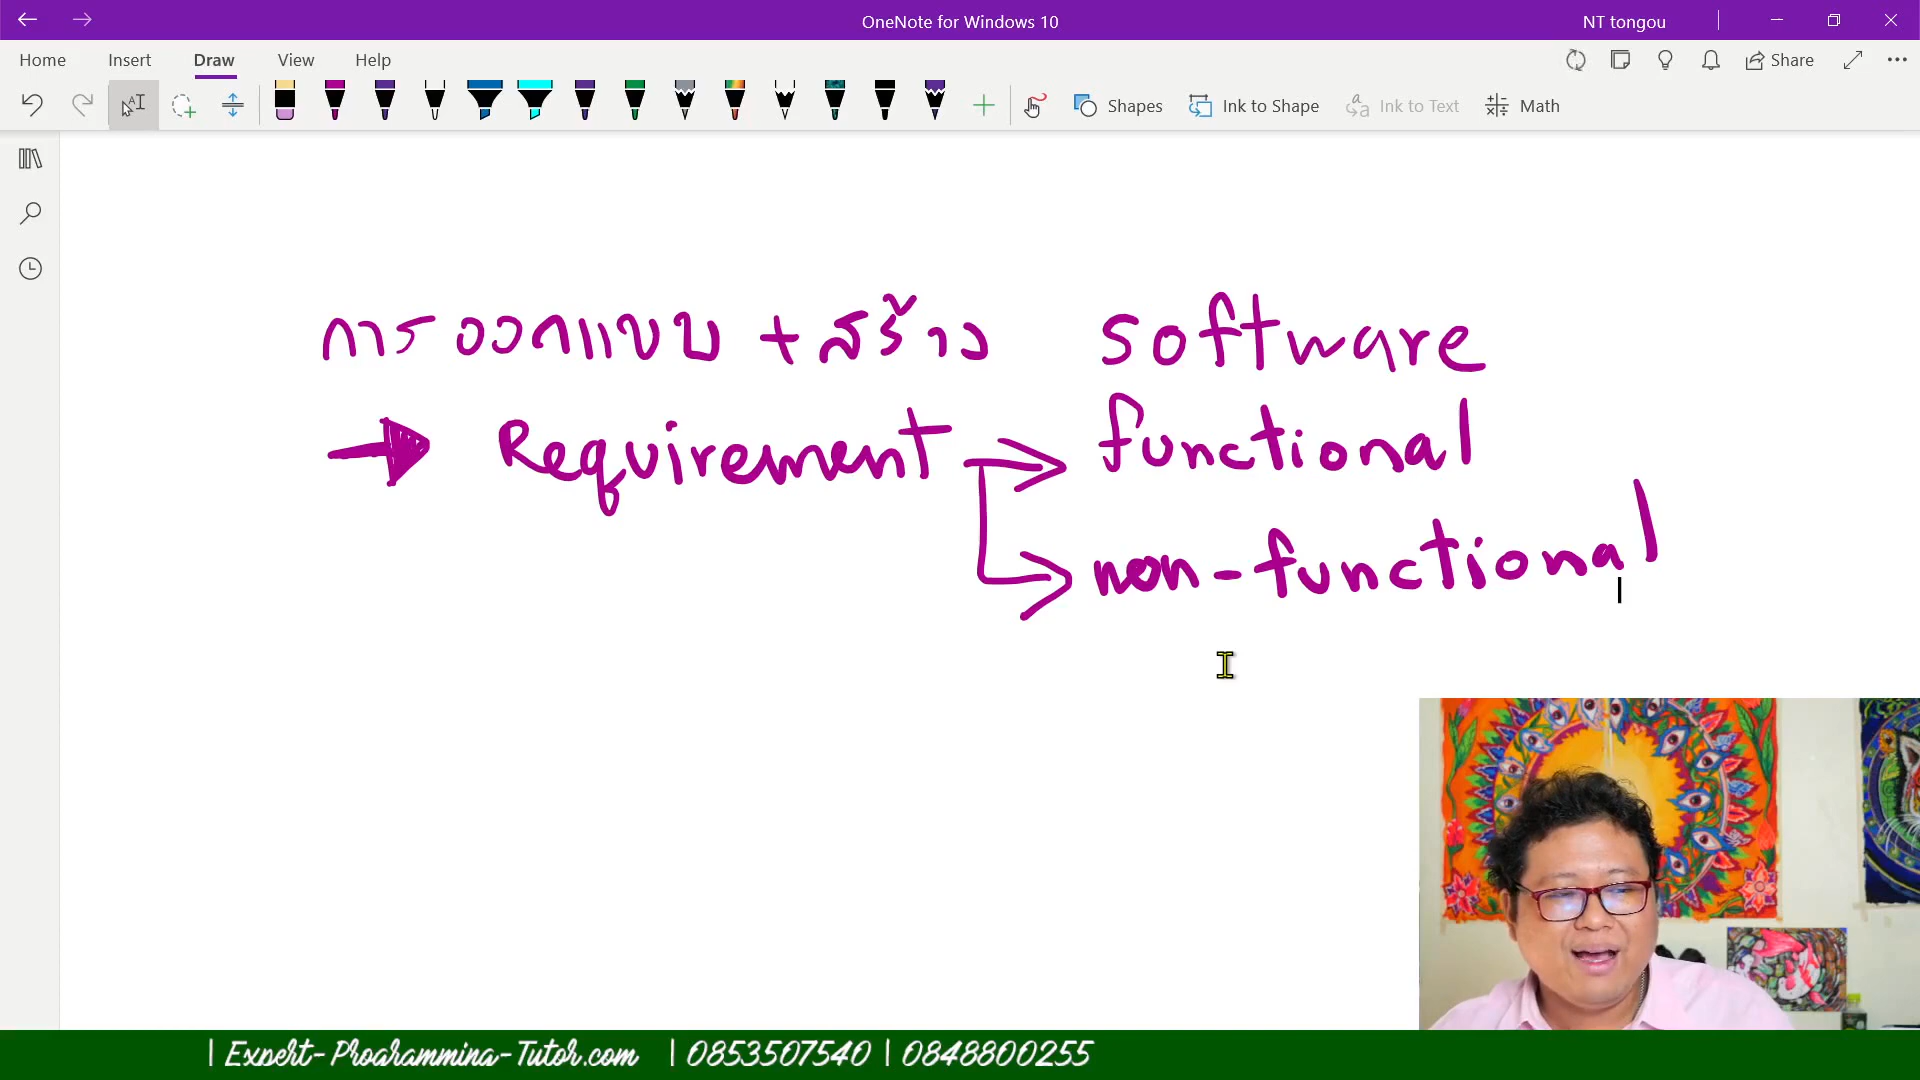 OneNote for Windows 10
NT tongou
Home Insert Draw View Help
Share
Shapes Ink to Shape Ink to Text Math
การออกแบบ + สร้าง software
Requirement functional
non-functional
| Expert-Programming-Tutor.com | 0853507540 | 0848800255